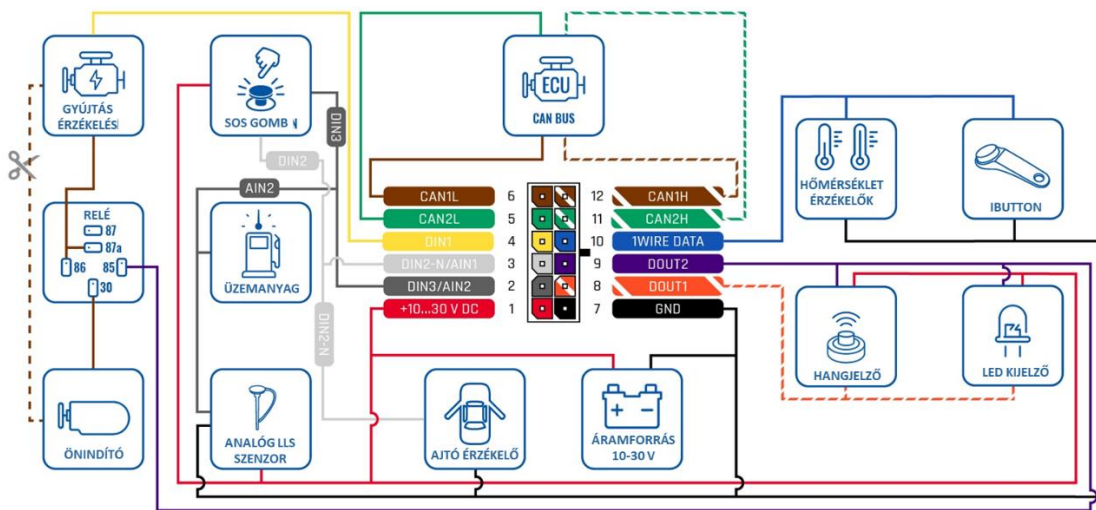 GYÚJTÁS
ÉRZÉKELÉS
SOS GOMB
DIN3
DIN2
ECU
CAN BUS
HŐMÉRSÉKLET
ÉRZÉKELŐK
IBUTTON
AIN2
RELÉ
87
87a
86
85
30
ÜZEMANYAG
CAN1L 6
CAN2L 5
DIN1 4
DIN2-N/AIN1 3
DIN3/AIN2 2
+10...30 V DC 1
12 CAN1H
11 CAN2H
10 1WIRE DATA
9 DOUT2
8 DOUT1
7 GND
DIN2-N
HANGJELZŐ
LED KIJELZŐ
ÖNINDÍTÓ
ANALÓG LLS
SZENZOR
AJTÓ ÉRZÉKELŐ
ÁRAMFORRÁS
10-30 V